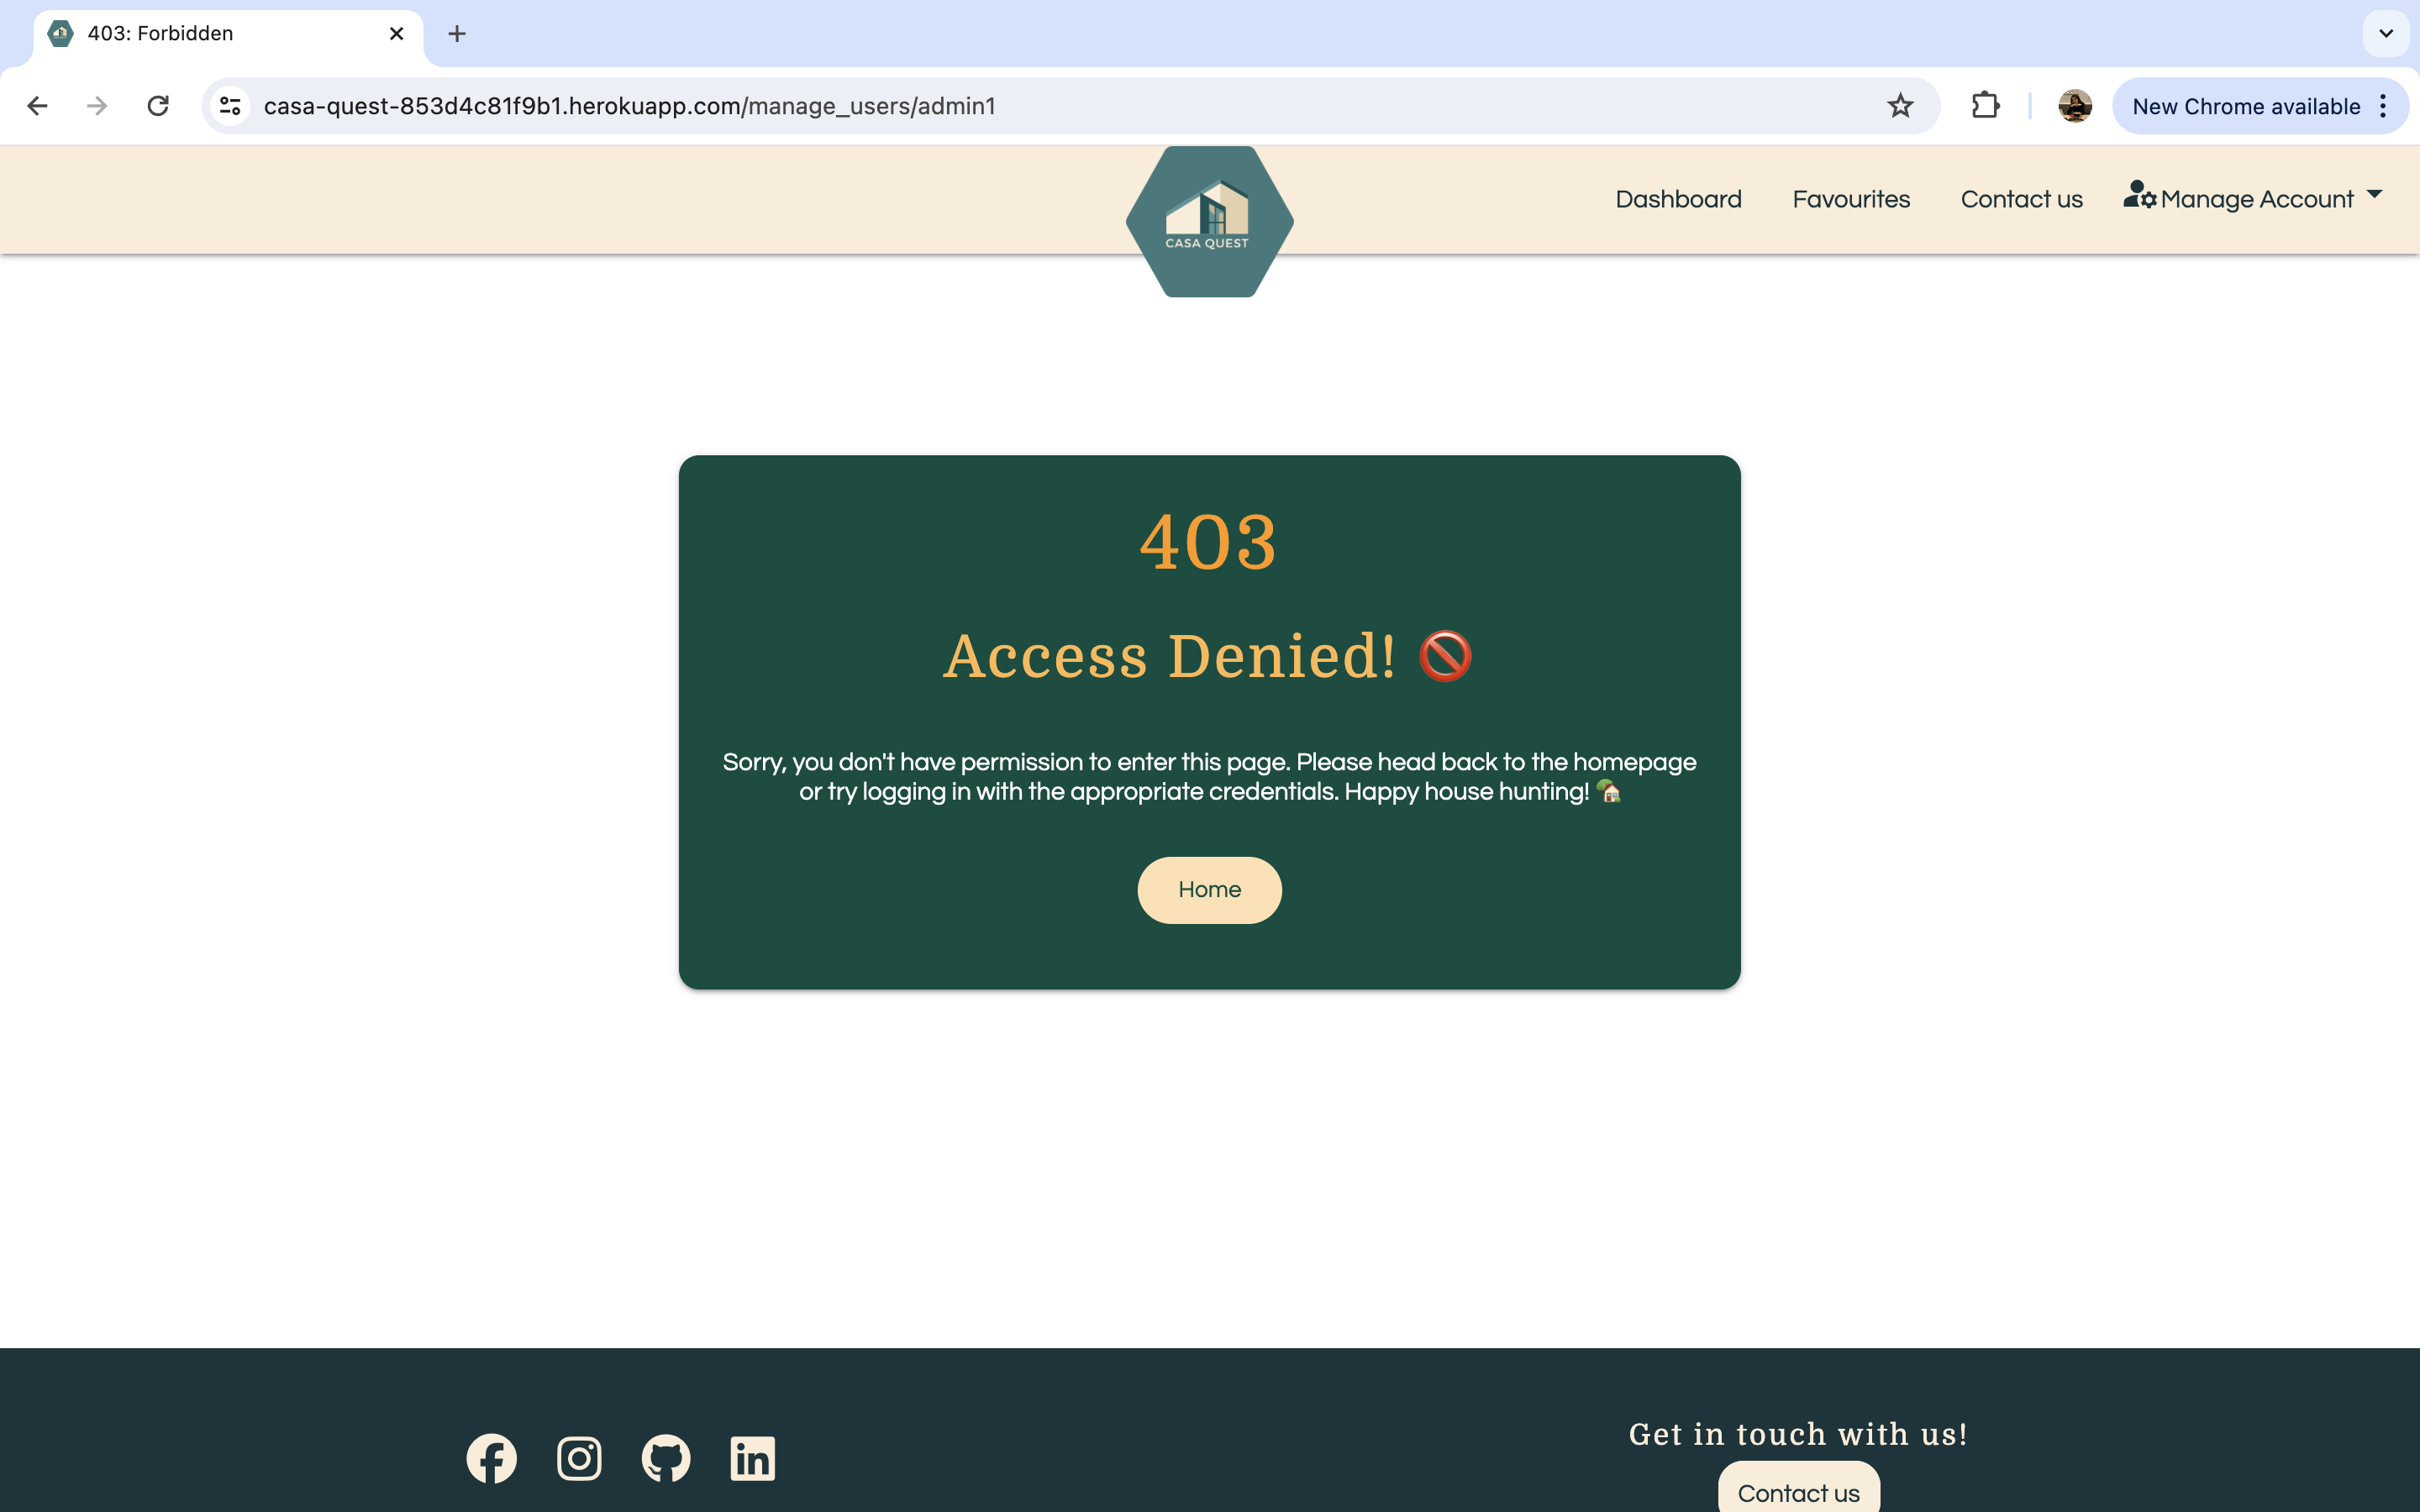 403: Forbidden
casa-quest-853d4c81f9b1.herokuapp.com/manage_users/admin1
New Chrome available
CASA QUEST
Dashboard
Favourites
Contact us
Manage Account
403
Access Denied! 🚫
Sorry, you don't have permission to enter this page. Please head back to the homepage
or try logging in with the appropriate credentials. Happy house hunting! 🏡
Home
Get in touch with us!
Contact us